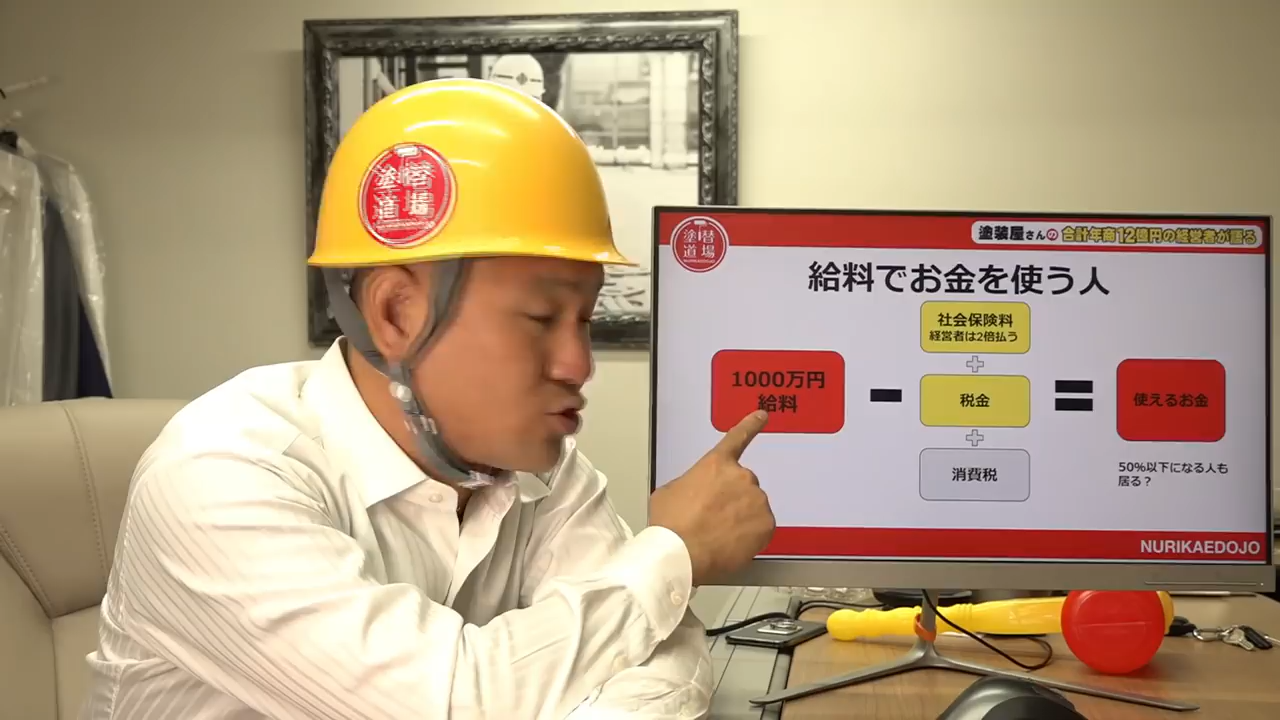 塗替
道場
塗替
道場
NURIKAEDOJO
塗装屋さんの 合計年商12億円の経営者が語る
給料でお金を使う人
社会保険料
経営者は2倍払う
1000万円
給料
税金
使えるお金
消費税
50%以下になる人も
居る?
NURIKAEDOJO